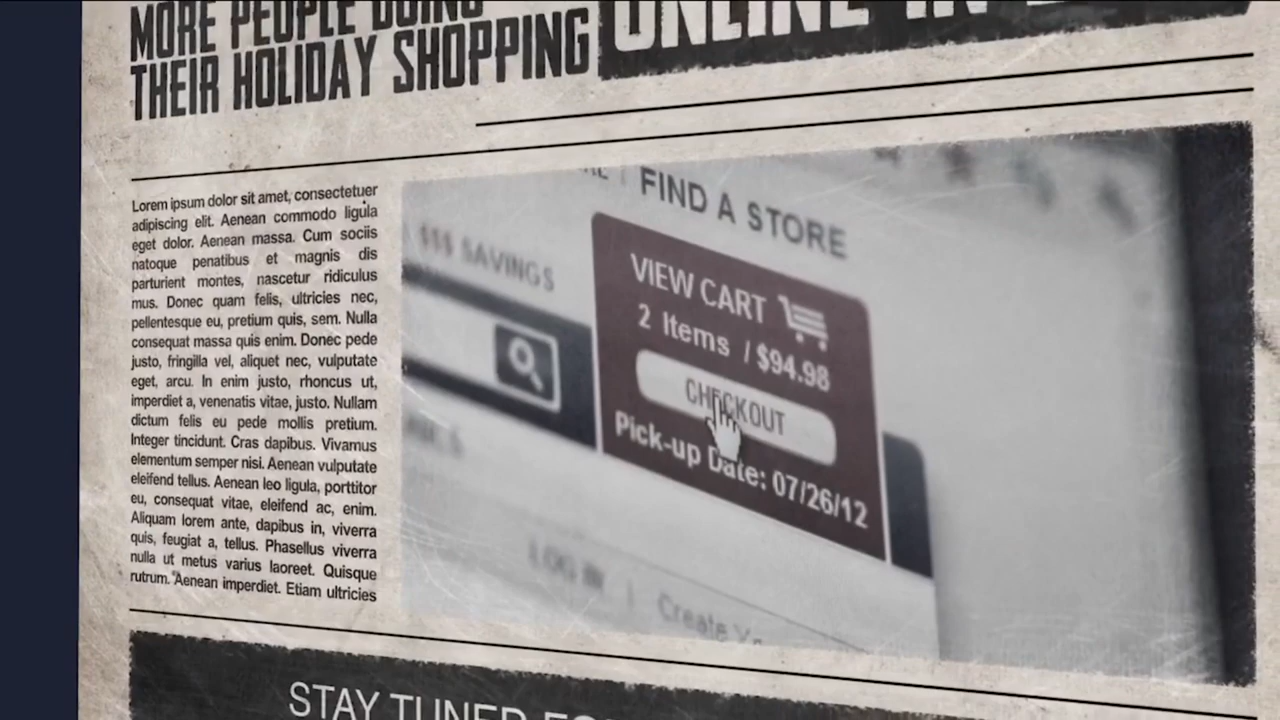 MORE PEOPLE DOING
THEIR HOLIDAY SHOPPING
ONLINE IN
Lorem ipsum dolor sit amet, consectetuer
adipiscing elit. Aenean commodo ligula
eget dolor. Aenean massa. Cum sociis
natoque penatibus et magnis dis
parturient montes, nascetur ridiculus
mus. Donec quam felis, ultricies nec,
pellentesque eu, pretium quis, sem. Nulla
consequat massa quis enim. Donec pede
justo, fringilla vel, aliquet nec, vulputate
eget, arcu. In enim justo, rhoncus ut,
imperdiet a, venenatis vitae, justo. Nullam
dictum felis eu pede mollis pretium.
Integer tincidunt. Cras dapibus. Vivamus
elementum semper nisi. Aenean vulputate
eleifend tellus. Aenean leo ligula, porttitor
eu, consequat vitae, eleifend ac, enim.
Aliquam lorem ante, dapibus in, viverra
quis, feugiat a, tellus. Phasellus viverra
nulla ut metus varius laoreet. Quisque
rutrum. Aenean imperdiet. Etiam ultricies
FIND A STORE
$$$ SAVINGS
VIEW CART
2 Items / $94.98
CHECKOUT
Pick-up Date: 07/26/12
LOG IN | Create
STAY TUNED